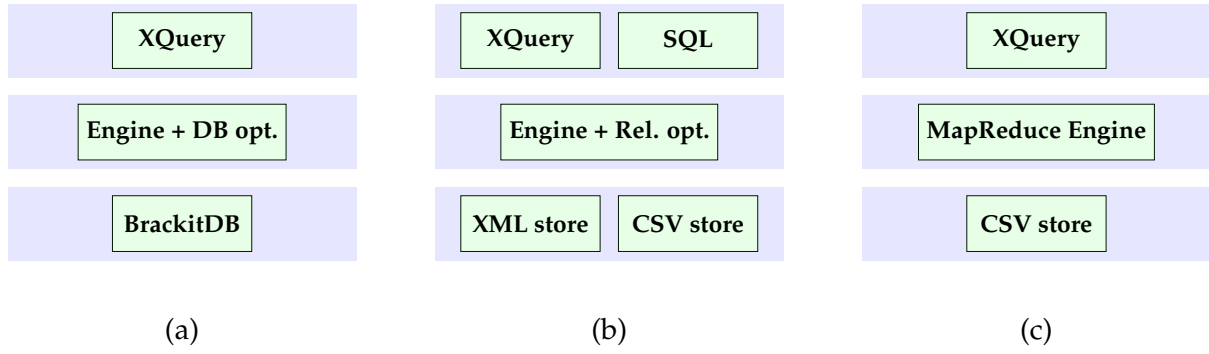 XQuery
Engine + DB opt.
BrackitDB
(a)
XQuery SQL
Engine + Rel. opt.
XML store CSV store
(b)
XQuery
MapReduce Engine
CSV store
(c)